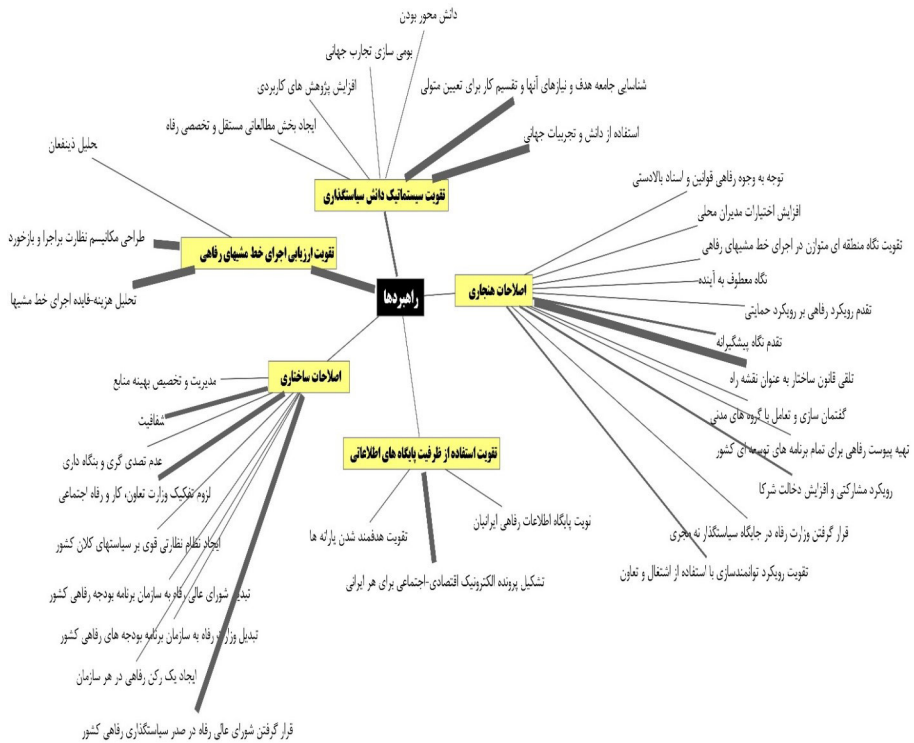 دانش محور بودن
بومی سازی تجارب جهانی
افزایش پژوهش های کاربردی
شناسایی جامعه هدف و نیازهای آنها و تقسیم کار برای تعیین متولی
ایجاد بخش مطالعاتی مستقل و تخصصی رفاه
استفاده از دانش و تجربیات جهانی
تقویت سیستماتیک دانش سیاستگذاری
تحلیل ذینفعان
تقویت ارزیابی اجرای خط مشیهای رفاهی
طراحی مکانیسم نظارت براجرا و بازخورد
تحلیل هزینه-فایده اجرای خط مشیها
راهبردها
اصلاحات هنجاری
توجه به وجوه رفاهی قوانین و اسناد بالادستی
افزایش اختیارات مدیران محلی
تقویت نگاه منطقه ای متوازن در اجرای خط مشیهای رفاهی
نگاه معطوف به آینده
تقدم رویکرد رفاهی بر رویکرد حمایتی
تقدم نگاه پیشگیرانه
تلقی قانون ساختار به عنوان نقشه راه
گفتمان سازی و تعامل با گروه های مدنی
تهیه پیوست رفاهی برای تمام برنامه های توسعه ای کشور
رویکرد مشارکتی و افزایش دخالت شرکا
قرار گرفتن وزارت رفاه در جایگاه سیاستگذار نه مجری
تقویت رویکرد توانمندسازی با استفاده از اشتغال و تعاون
اصلاحات ساختاری
مدیریت و تخصیص بهینه منابع
شفافیت
عدم تصدی گری و بنگاه داری
لزوم تفکیک وزارت تعاون، کار و رفاه اجتماعی
ایجاد نظام نظارتی قوی بر سیاستهای کلان کشور
تبدیل شورای عالی رفاه به سازمان برنامه بودجه رفاهی کشور
تبدیل وزارت رفاه به سازمان برنامه بودجه های رفاهی کشور
ایجاد یک رکن رفاهی در هر سازمان
قرار گرفتن شورای عالی رفاه در صدر سیاستگذاری رفاهی کشور
تقویت استفاده از ظرفیت پایگاه های اطلاعاتی
تقویت هدفمند شدن یارانه ها
تشکیل پرونده الکترونیک اقتصادی-اجتماعی برای هر ایرانی
پایگاه اطلاعات رفاهی ایرانیان